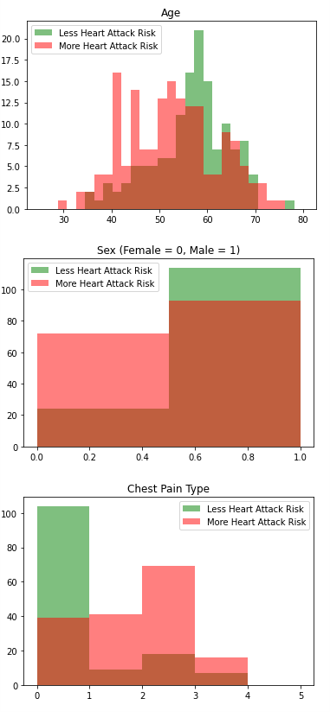 Age
Less Heart Attack Risk
More Heart Attack Risk
20.0
17.5
15.0
12.5
10.0
7.5
5.0
2.5
0.0
30 40 50 60 70 80
Sex (Female = 0, Male = 1)
Less Heart Attack Risk
More Heart Attack Risk
100
80
60
40
20
0
0.0 0.2 0.4 0.6 0.8 1.0
Chest Pain Type
Less Heart Attack Risk
More Heart Attack Risk
100
80
60
40
20
0
0 1 2 3 4 5